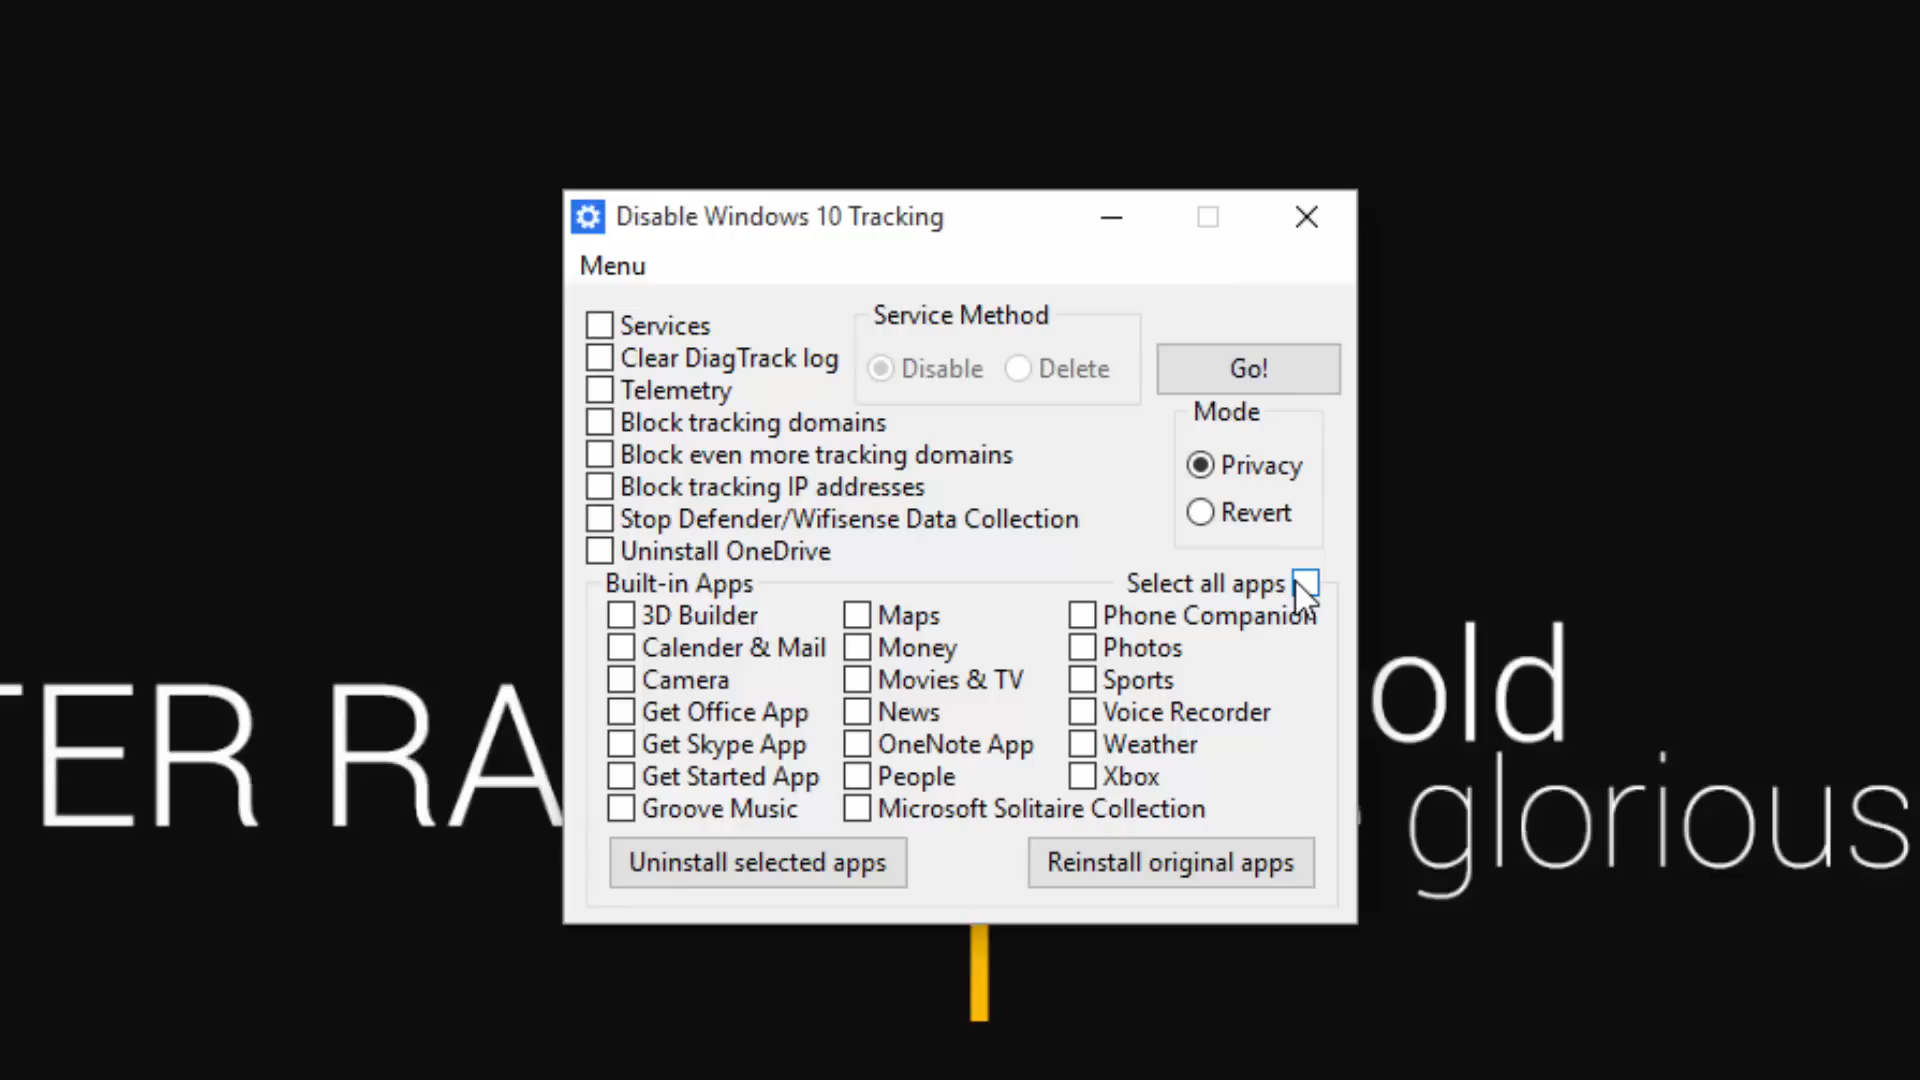 Disable Windows 10 Tracking
Menu
Services
Clear DiagTrack log
Telemetry
Service Method
Disable
Delete
Go!
Block tracking domains
Block even more tracking domains
Block tracking IP addresses
Stop Defender/Wifisense Data Collection
Uninstall OneDrive
Mode
Privacy
Revert
Built-in Apps
Select all apps
3D Builder
Maps
Phone Companion
Calender & Mail
Money
Photos
Camera
Movies & TV
Sports
Get Office App
News
Voice Recorder
Get Skype App
OneNote App
Weather
Get Started App
People
Xbox
Groove Music
Microsoft Solitaire Collection
Uninstall selected apps
Reinstall original apps
TER RA
old
glorious